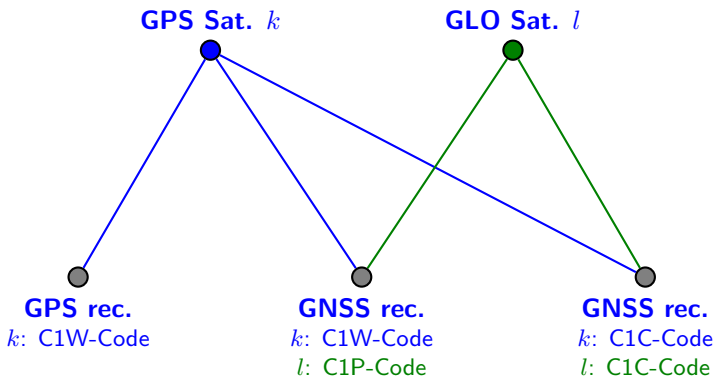 GPS Sat. k
GLO Sat. l
GPS rec.
k: C1W-Code
GNSS rec.
k: C1W-Code
l: C1P-Code
GNSS rec.
k: C1C-Code
l: C1C-Code